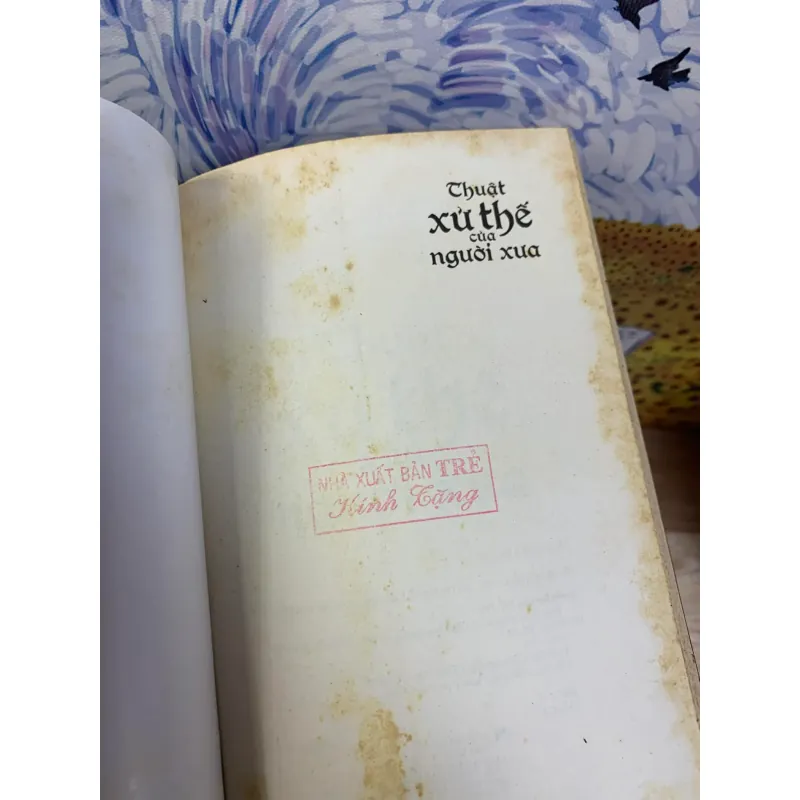 Thuật
xử thế
của
người xưa
NHÀ XUẤT BẢN TRẺ
Kính Tặng